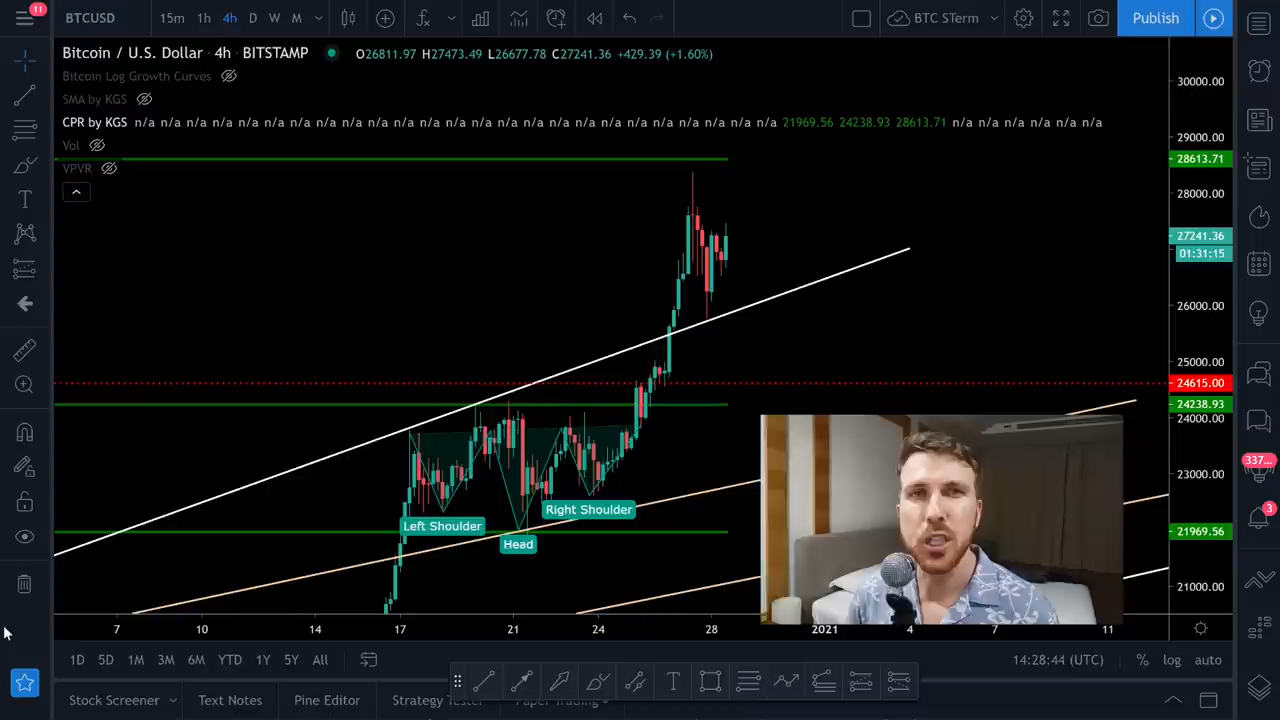 11
BTCUSD
15m 1h 4h D W M
BTC STerm
Publish
Bitcoin / U.S. Dollar · 4h · BITSTAMP
O26811.97 H27473.49 L26677.78 C27241.36 +429.39 (+1.60%)
Bitcoin Log Growth Curves
SMA by KGS
CPR by KGS n/a n/a n/a n/a n/a n/a n/a n/a n/a n/a n/a n/a n/a n/a n/a n/a n/a n/a n/a n/a n/a n/a n/a n/a n/a 21969.56 24238.93 28613.71 n/a n/a n/a n/a n/a n/a
Vol
VPVR
30000.00
29000.00
28613.71
28000.00
27241.36
01:31:15
26000.00
25000.00
24615.00
24238.93
24000.00
23000.00
21969.56
21000.00
Left Shoulder
Head
Right Shoulder
337...
3
7 10 14 17 21 24 28 2021 4 7 11
1D 5D 1M 3M 6M YTD 1Y 5Y All
14:28:44 (UTC)
% log auto
Stock Screener
Text Notes
Pine Editor
Strategy Tester
Paper Trading